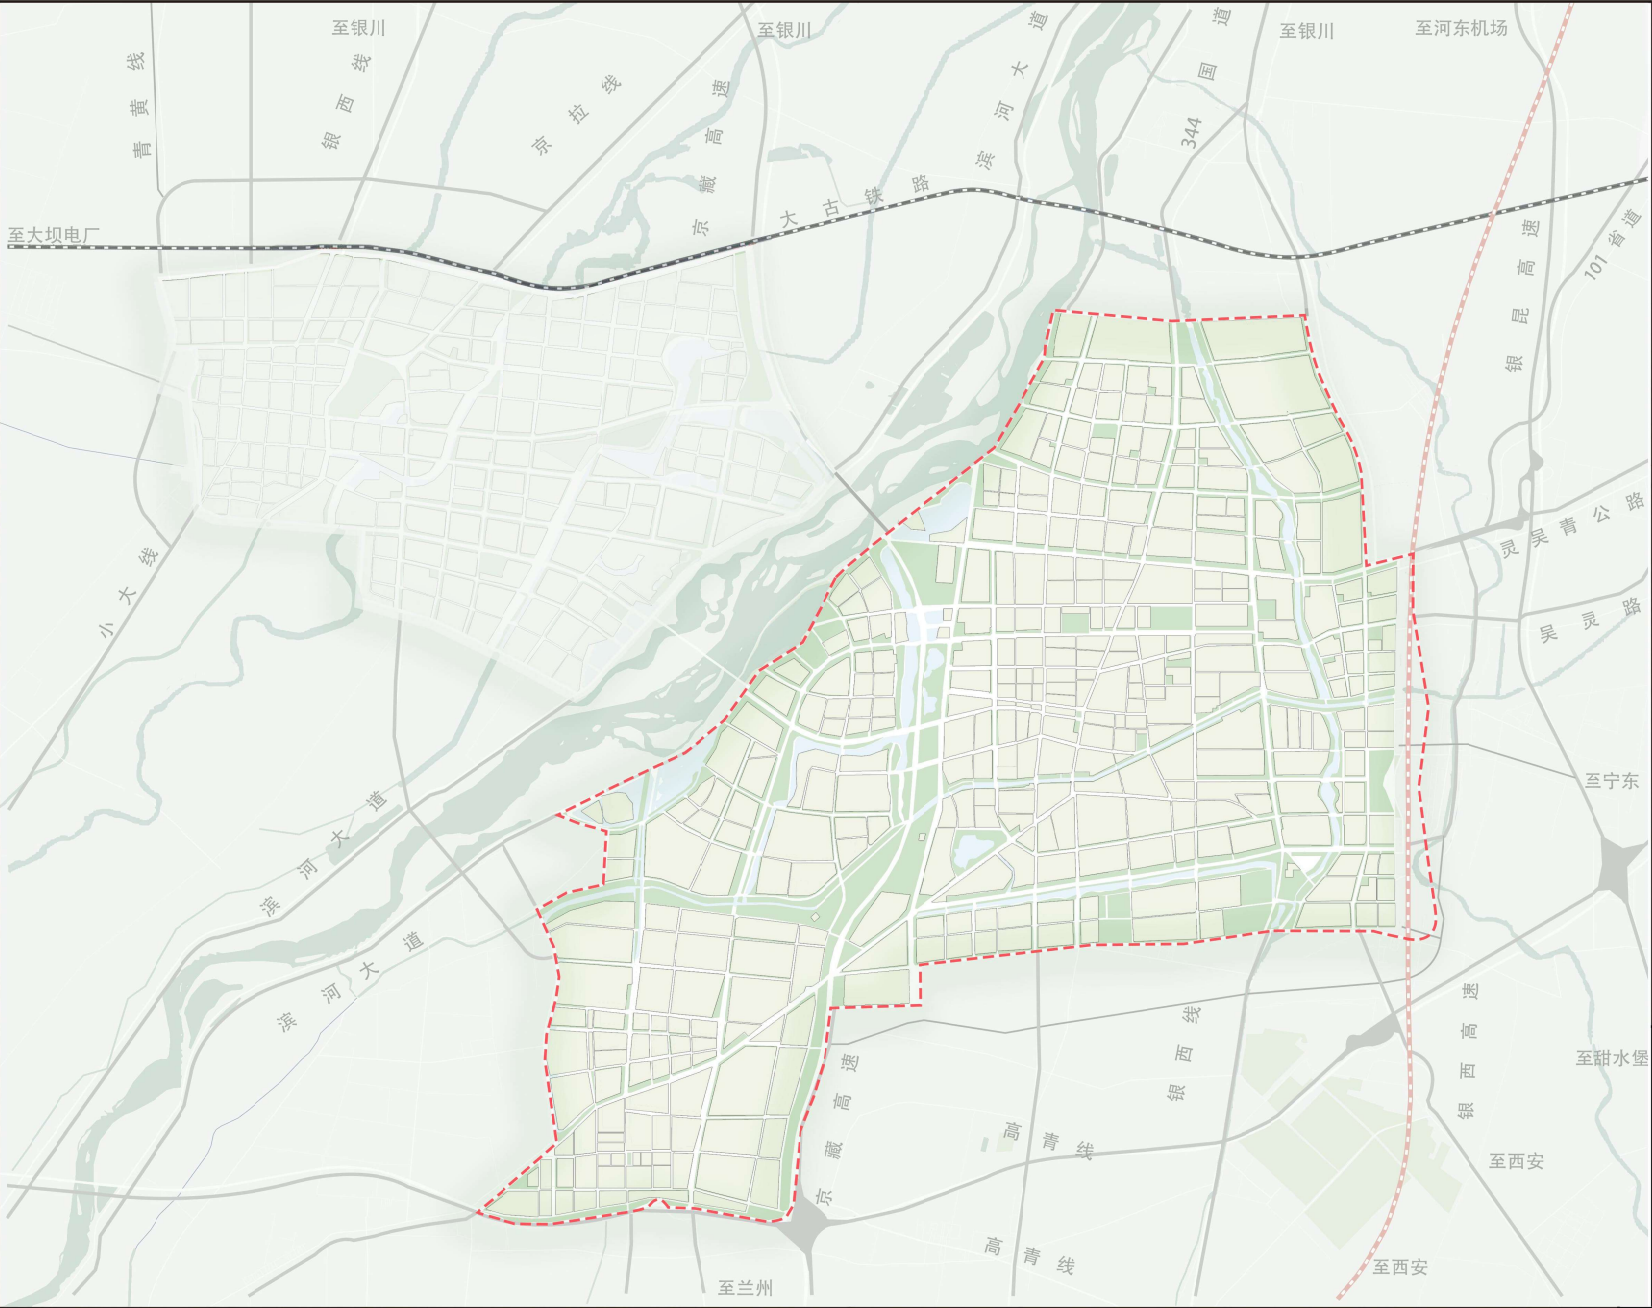 至银川
至银川
至银川
至河东机场
青黄线
银西线
京拉线
京藏高速
滨河大道
344国道
大古铁路
至大坝电厂
银昆高速
101省道
灵吴青公路
吴灵路
小大线
至宁东
滨河大道
滨河大道
京藏高速
银西线
银西高速
至甜水堡
高青线
至西安
高青线
至西安
至兰州